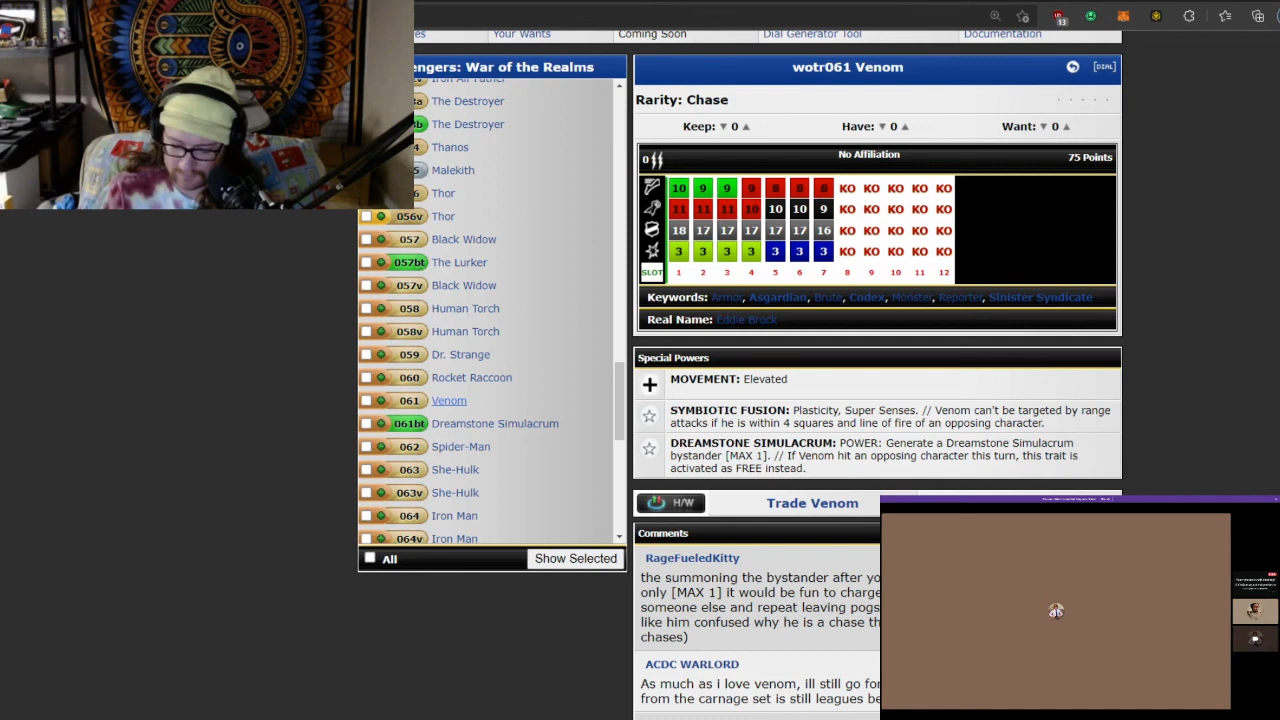 13
Your Wants
Coming Soon
Dial Generator Tool
Documentation
engers: War of the Realms
The Destroyer
The Destroyer
Thanos
Malekith
Thor
056v Thor
057 Black Widow
057bt The Lurker
057v Black Widow
058 Human Torch
058v Human Torch
059 Dr. Strange
060 Rocket Raccoon
061 Venom
061bt Dreamstone Simulacrum
062 Spider-Man
063 She-Hulk
063v She-Hulk
064 Iron Man
064v Iron Man
All
Show Selected
wotr061 Venom
[DIAL]
Rarity: Chase
Keep: ▼ 0 ▲ Have: ▼ 0 ▲ Want: ▼ 0 ▲
0 No Affiliation 75 Points
10 9 9 9 8 8 8 KO KO KO KO KO
11 11 11 10 10 10 9 KO KO KO KO KO
18 17 17 17 17 17 16 KO KO KO KO KO
3 3 3 3 3 3 3 KO KO KO KO KO
SLOT 1 2 3 4 5 6 7 8 9 10 11 12
Keywords: Armor, Asgardian, Brute, Codex, Monster, Reporter, Sinister Syndicate
Real Name: Eddie Brock
Special Powers
MOVEMENT: Elevated
SYMBIOTIC FUSION: Plasticity, Super Senses. // Venom can't be targeted by range
attacks if he is within 4 squares and line of fire of an opposing character.
DREAMSTONE SIMULACRUM: POWER: Generate a Dreamstone Simulacrum
bystander [MAX 1]. // If Venom hit an opposing character this turn, this trait is
activated as FREE instead.
H/W
Trade Venom
Comments
RageFueledKitty
the summoning the bystander after yo
only [MAX 1] it would be fun to charge
someone else and repeat leaving pogs
like him confused why he is a chase th
chases)
ACDC WARLORD
As much as i love venom, ill still go for
from the carnage set is still leagues be